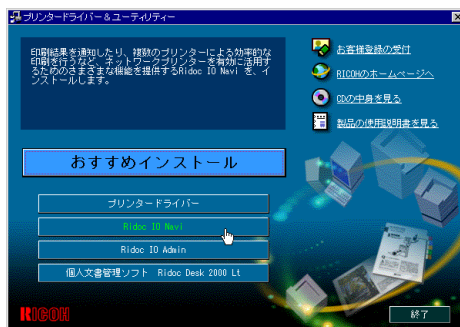 プリンタードライバー＆ユーティリティー
印刷結果を通知したり、複数のプリンターによる効率的な
印刷を行うなど、ネットワークプリンターを有効に活用す
るためのさまざまな機能を提供するRidoc IO Navi を、イ
ンストールします。
お客様登録の受付
RICOHのホームページへ
CDの中身を見る
製品の使用説明書を見る
おすすめインストール
プリンタードライバー
Ridoc IO Navi
Ridoc IO Admin
個人文書管理ソフト Ridoc Desk 2000 Lt
RICOH
終了